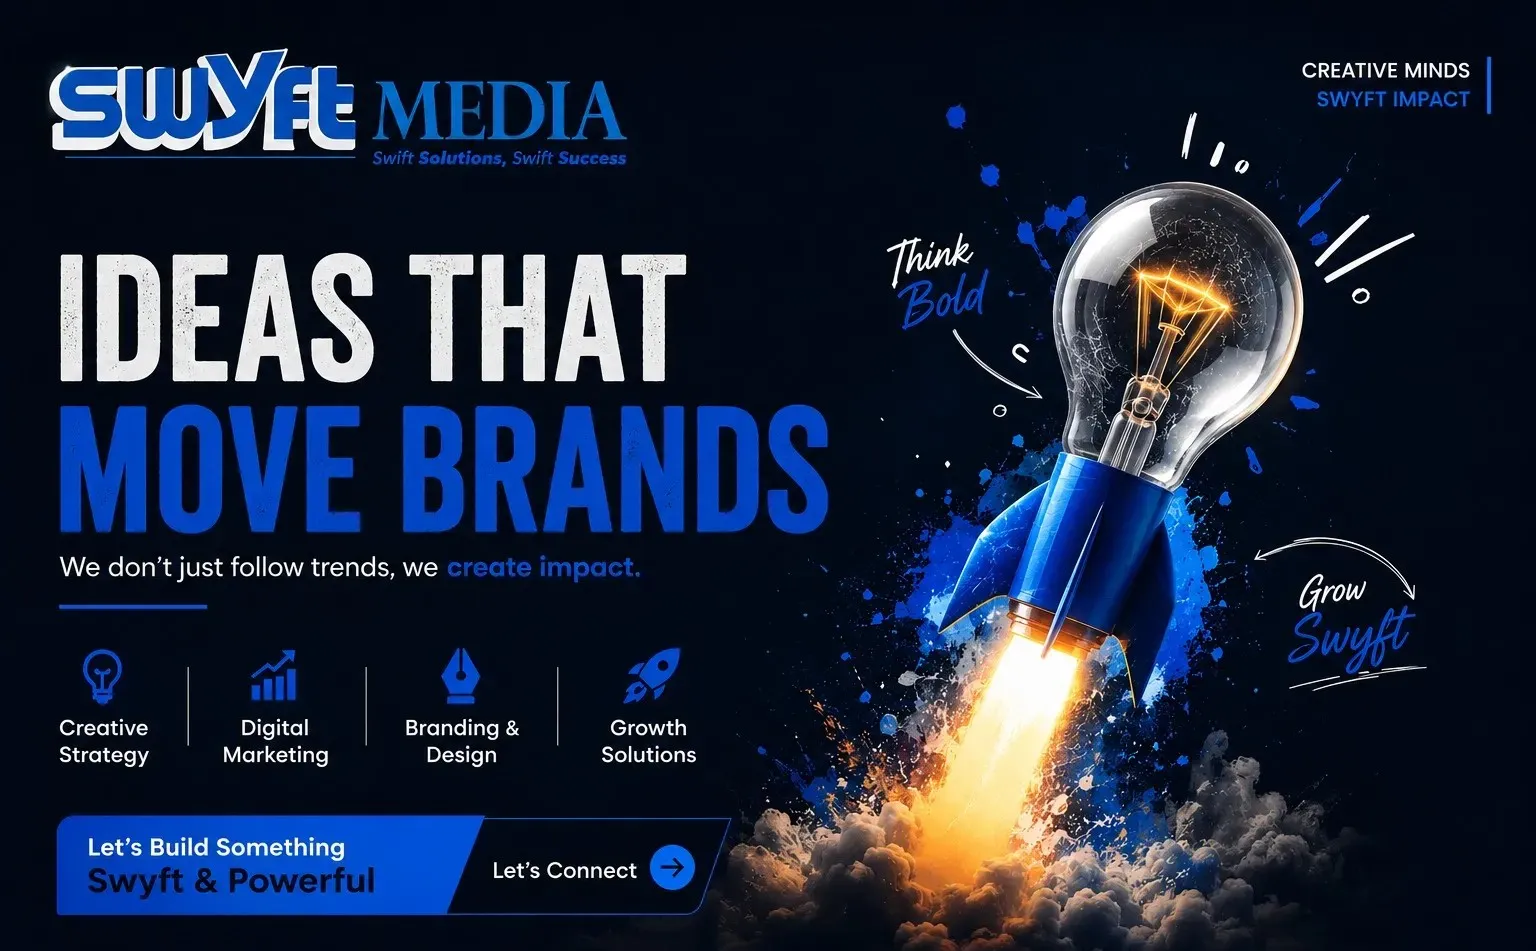 swyft MEDIA
Swift Solutions, Swift Success
CREATIVE MINDS
SWYFT IMPACT
IDEAS THAT
MOVE BRANDS
We don't just follow trends, we create impact.
Think
Bold
Grow
Swyft
Creative
Strategy
Digital
Marketing
Branding &
Design
Growth
Solutions
Let's Build Something
Swyft & Powerful
Let's Connect